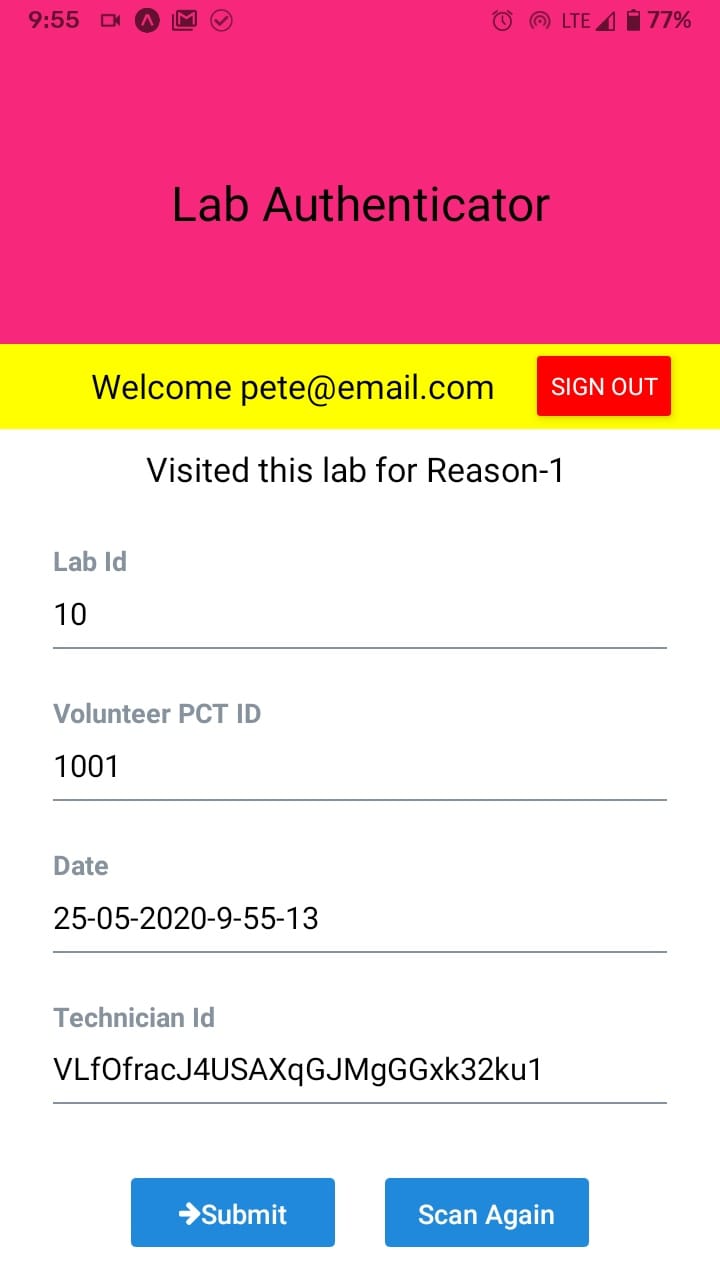 9:55 LTE 77%
Lab Authenticator
Welcome pete@email.com SIGN OUT
Visited this lab for Reason-1
Lab Id
10
Volunteer PCT ID
1001
Date
25-05-2020-9-55-13
Technician Id
VLfOfracJ4USAXqGJMgGGxk32ku1
Submit Scan Again